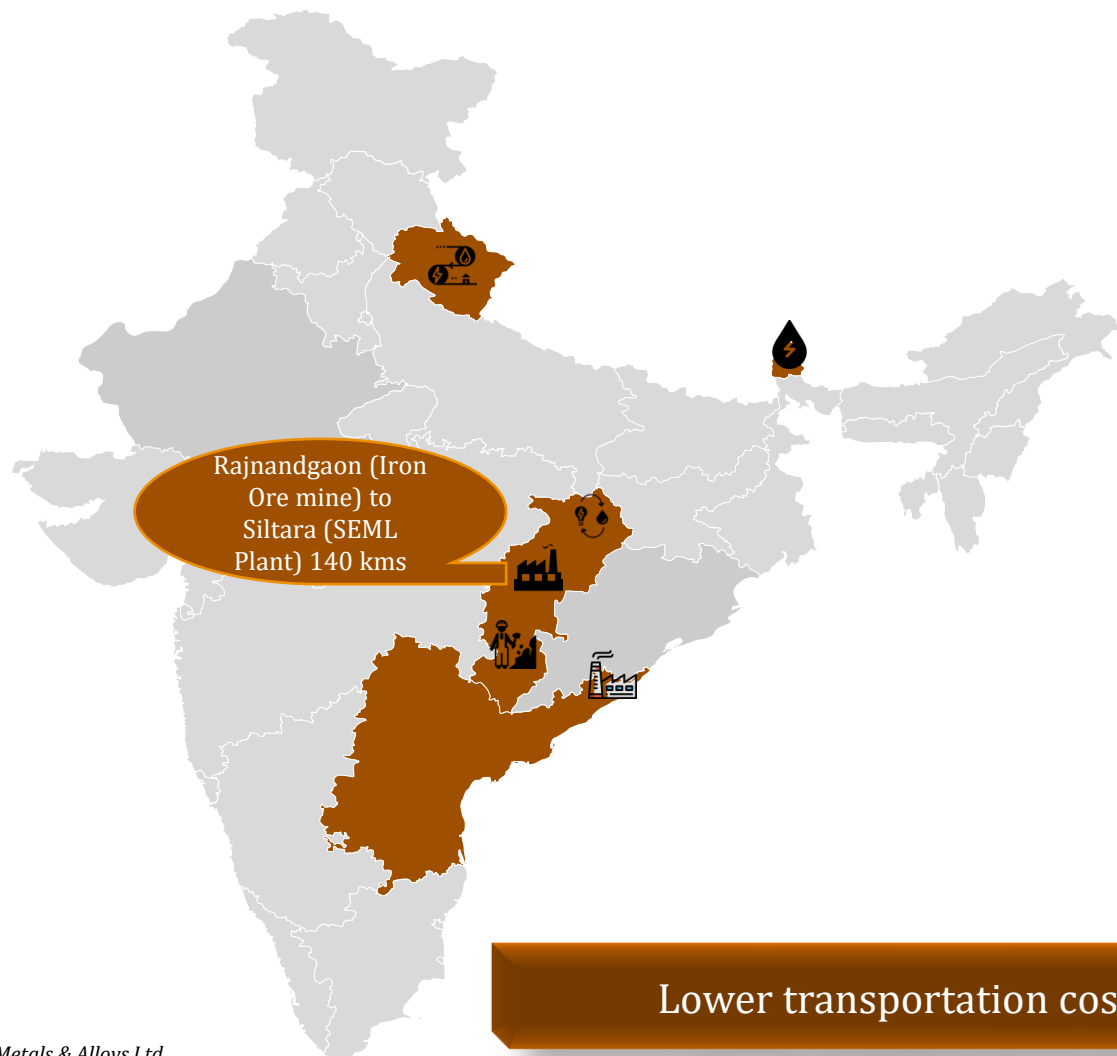 Rajnandgaon (Iron
Ore mine) to
Siltara (SEML
Plant) 140 kms
Lower transportation cos
Metals & Alloys Ltd